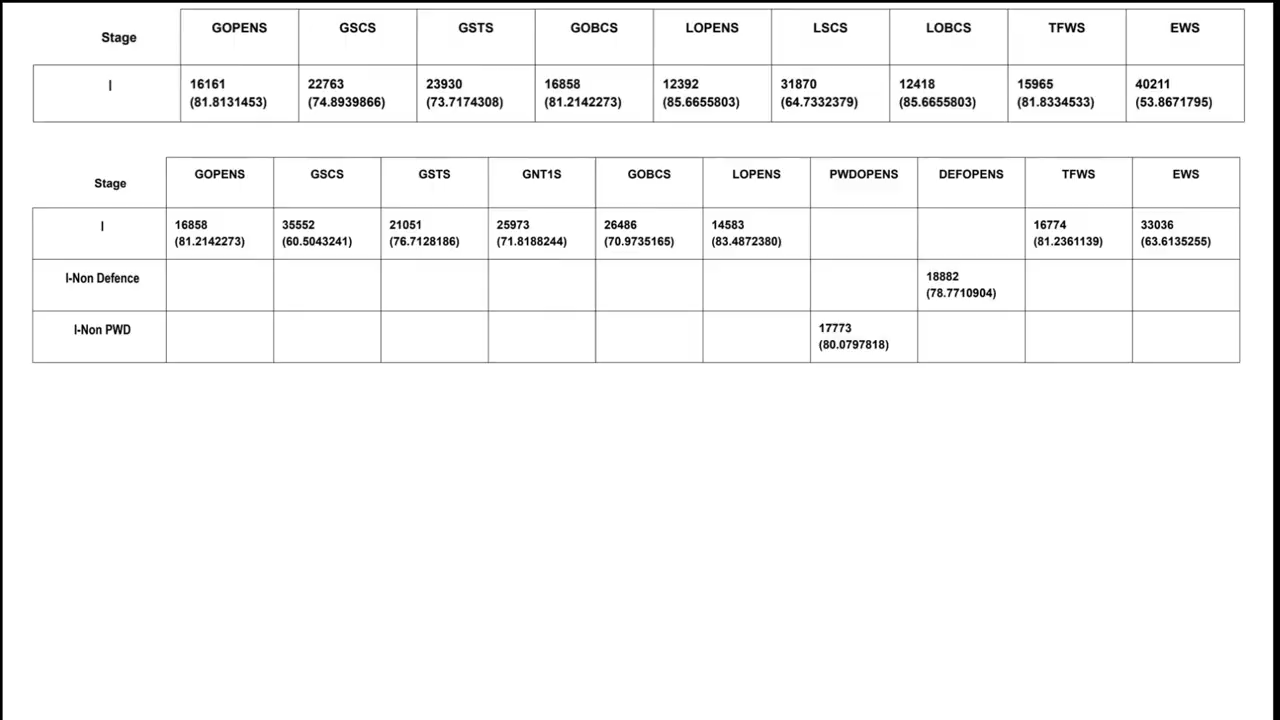 Stage GOPENS GSCS GSTS GOBCS LOPENS LSCS LOBCS TFWS EWS
I 16161 22763 23930 16858 12392 31870 12418 15965 40211
(81.8131453) (74.8939866) (73.7174308) (81.2142273) (85.6655803) (64.7332379) (85.6655803) (81.8334533) (53.8671795)
Stage GOPENS GSCS GSTS GNT1S GOBCS LOPENS PWDOPENS DEFOPENS TFWS EWS
I 16858 35552 21051 25973 26486 14583 16774 33036
(81.2142273) (60.5043241) (76.7128186) (71.8188244) (70.9735165) (83.4872380) (81.2361139) (63.6135255)
I-Non Defence 18882
(78.7710904)
I-Non PWD 17773
(80.0797818)